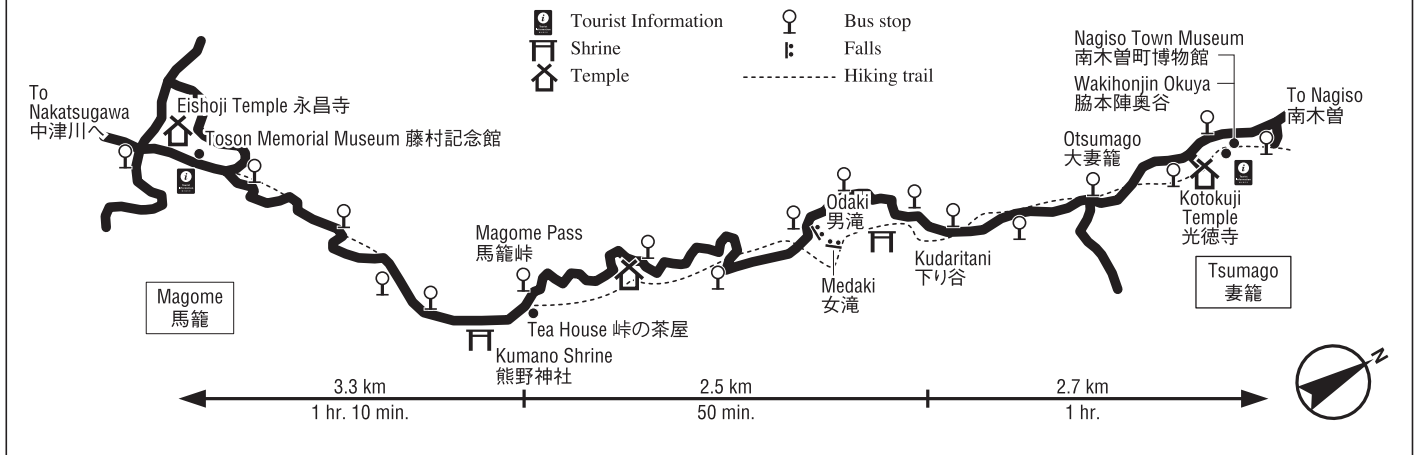 Tourist Information
Shrine
Temple
Bus stop
Falls
Hiking trail
To
Nakatsugawa
中津川へ
Eishoji Temple 永昌寺
Toson Memorial Museum 藤村記念館
Magome
馬籠
Magome Pass
馬籠峠
Tea House 峠の茶屋
Kumano Shrine
熊野神社
Odaki
男滝
Medaki
女滝
Kudaritani
下り谷
Otsumago
大妻籠
Nagiso Town Museum
南木曽町博物館
Wakihonjin Okuya
脇本陣奥谷
To Nagiso
南木曽
Kotokuji
Temple
光徳寺
Tsumago
妻籠
N
3.3 km
1 hr. 10 min.
2.5 km
50 min.
2.7 km
1 hr.